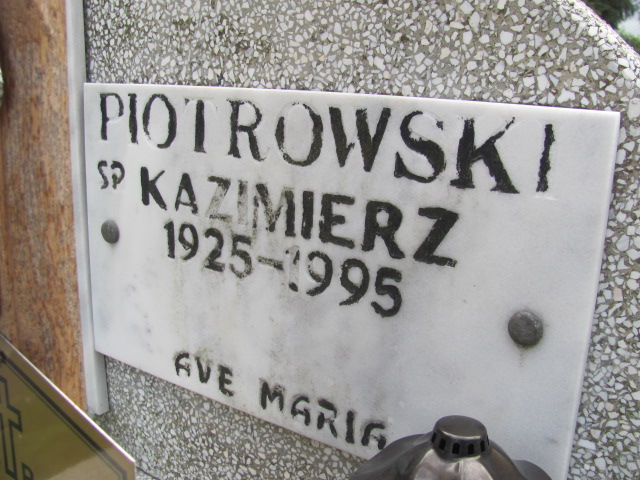 PIOTROWSKI
SP KAZIMIERZ
1925-1995
AVE MARIA